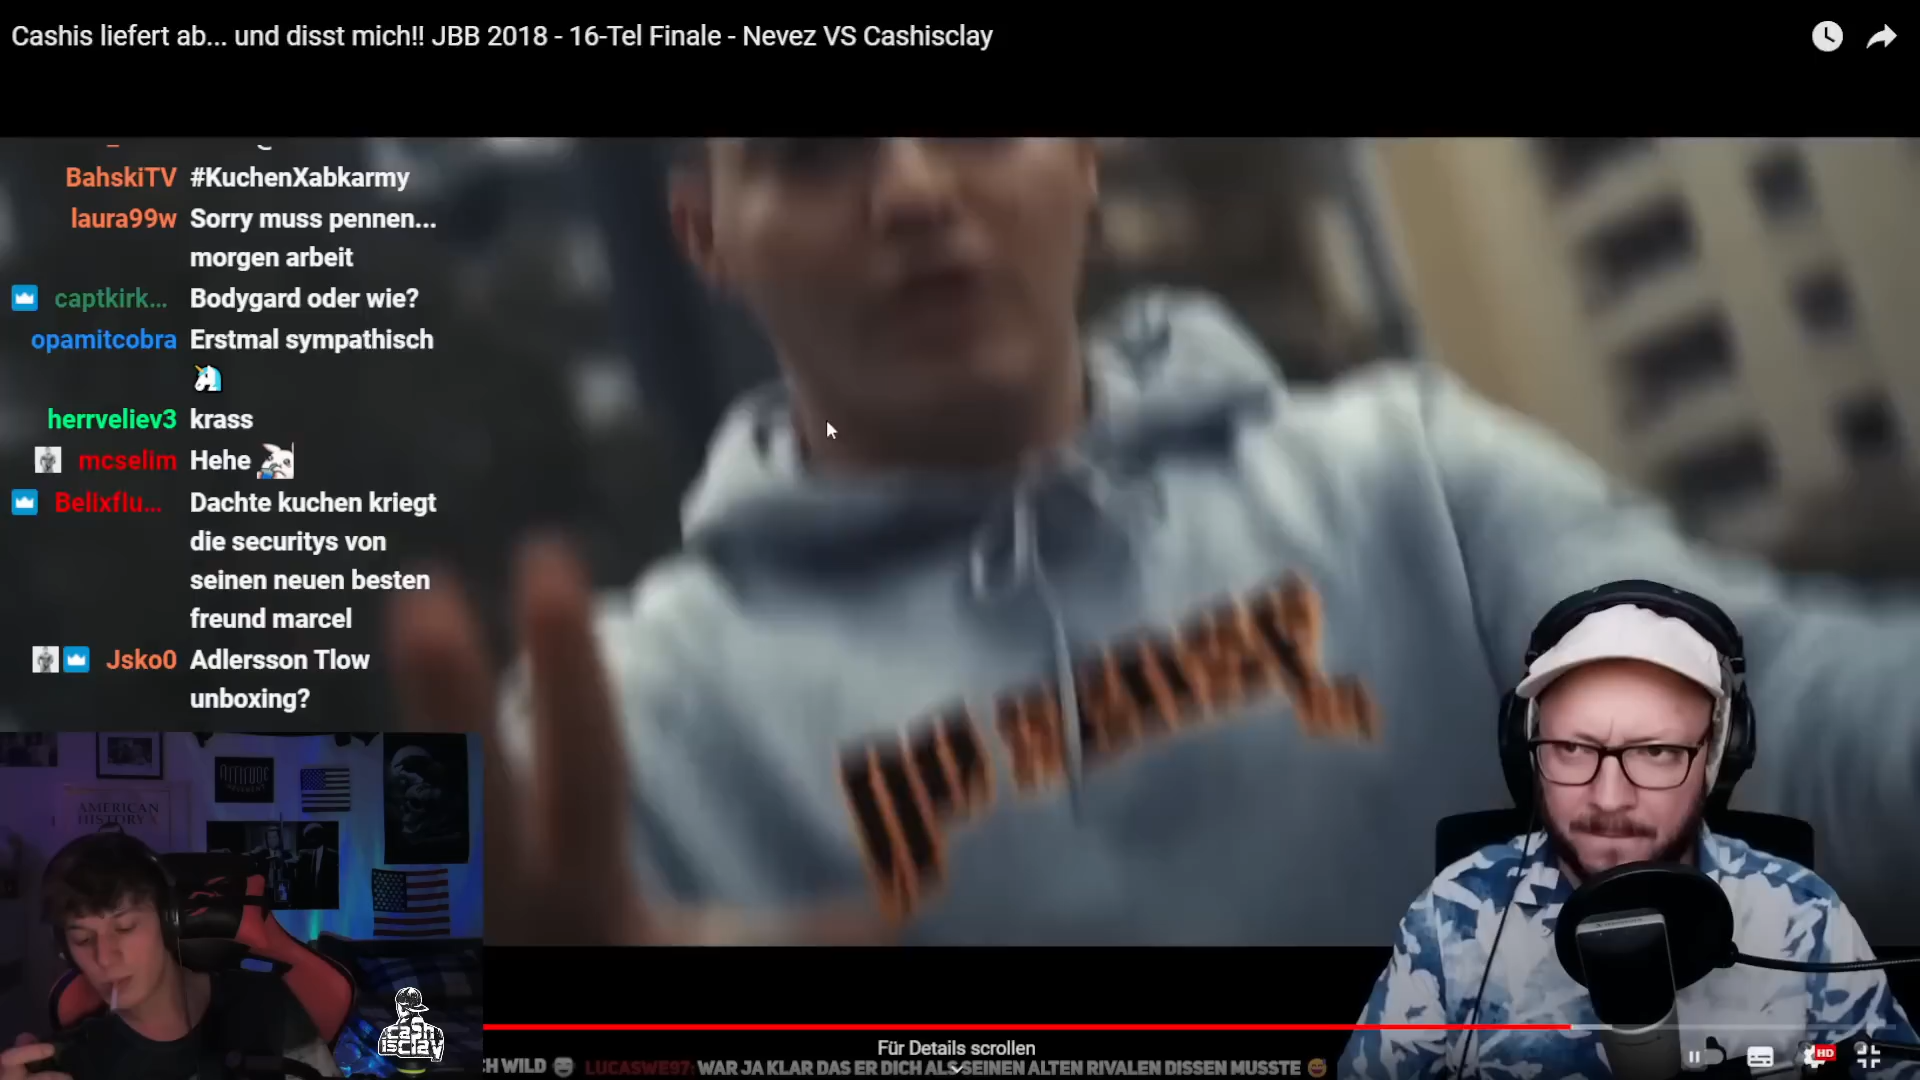 Cashis liefert ab... und disst mich!! JBB 2018 - 16-Tel Finale - Nevez VS Cashisclay
BahskiTV #KuchenXabkarmy
laura99w Sorry muss pennen...
morgen arbeit
captkirk... Bodygard oder wie?
opamitcobra Erstmal sympathisch
herrveliev3 krass
mcselim Hehe
Belixflu... Dachte kuchen kriegt
die securitys von
seinen neuen besten
freund marcel
Jsko0 Adlersson Tlow
unboxing?
ALTITUDE
AMERICAN
HISTORY X
CASH
ISCLAY
Für Details scrollen
CH WILD LUCASWE97: WAR JA KLAR DAS ER DICH ALS SEINEN ALTEN RIVALEN DISSEN MUSSTE
HD